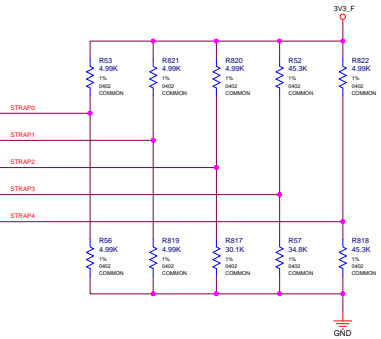 3V3_F
R53
4.99K
1%
0402
COMMON
R821
4.99K
1%
0402
COMMON
R820
4.99K
1%
0402
COMMON
R52
45.3K
1%
0402
COMMON
R822
4.99K
1%
0402
COMMON
STRAP0
STRAP1
STRAP2
STRAP3
STRAP4
R56
4.99K
1%
0402
COMMON
R819
4.99K
1%
0402
COMMON
R817
30.1K
1%
0402
COMMON
R57
34.8K
1%
0402
COMMON
R818
45.3K
1%
0402
COMMON
GND